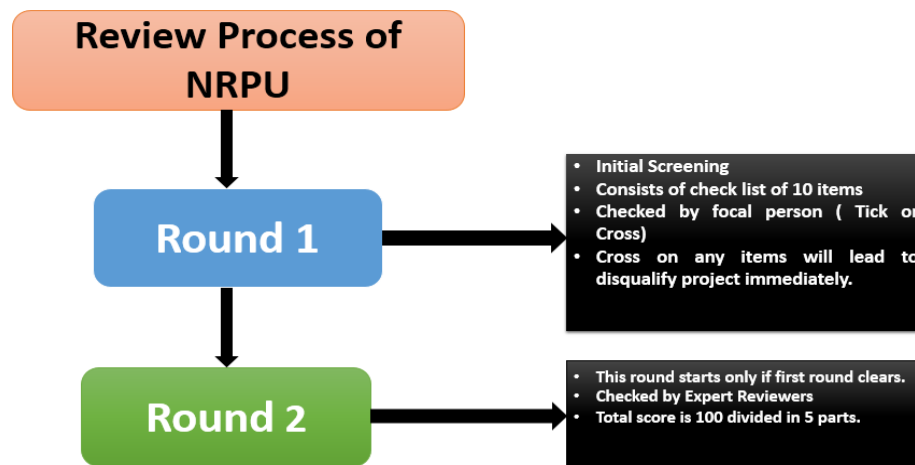 Review Process of
NRPU
Round 1
• Initial Screening
• Consists of check list of 10 items
• Checked by focal person ( Tick or
Cross)
• Cross on any items will lead to
disqualify project immediately.
Round 2
• This round starts only if first round clears.
• Checked by Expert Reviewers
• Total score is 100 divided in 5 parts.